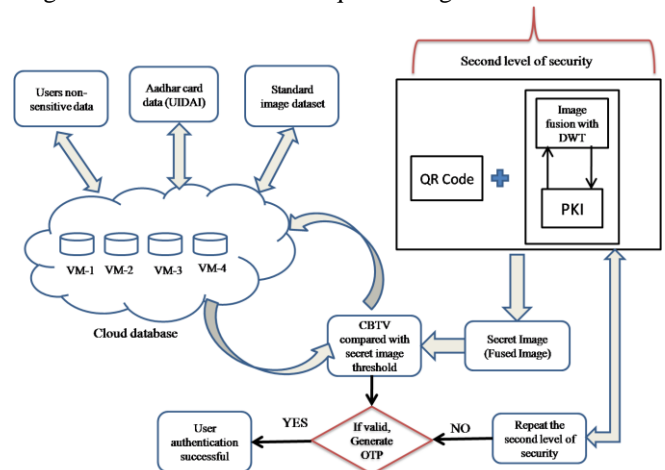 Second level of security
Users non-
sensitive data
Aadhar card
data (UIDAI)
Standard
image dataset
Image
fusion with
DWT
QR Code
PKI
VM-1 VM-2 VM-3 VM-4
Cloud database
CBTV
compared with
secret image
threshold
Secret Image
(Fused Image)
User
authentication
successful
YES
If valid,
Generate
OTP
NO
Repeat the
second level of
security